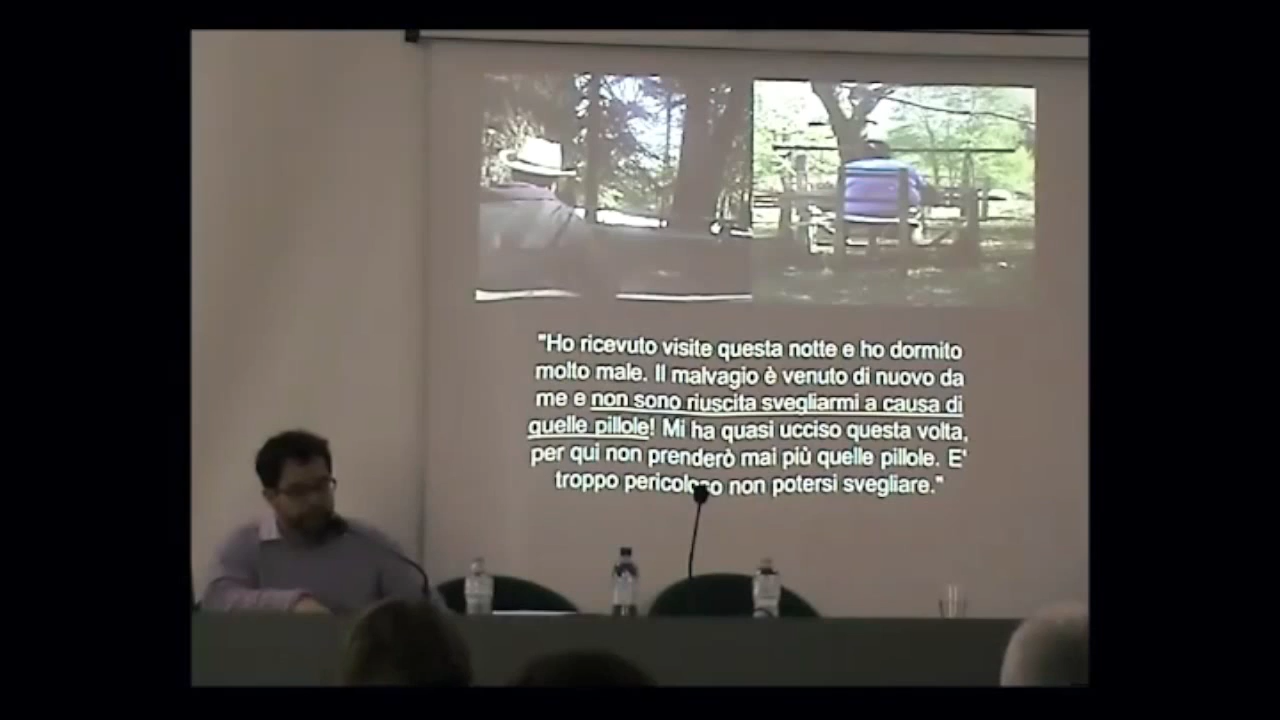 "Ho ricevuto visite questa notte e ho dormito
molto male. Il malvagio è venuto di nuovo da
me e non sono riuscita svegliarmi a causa di
quelle pillole! Mi ha quasi ucciso questa volta,
per qui non prenderò mai più quelle pillole. E'
troppo pericoloso non potersi svegliare."